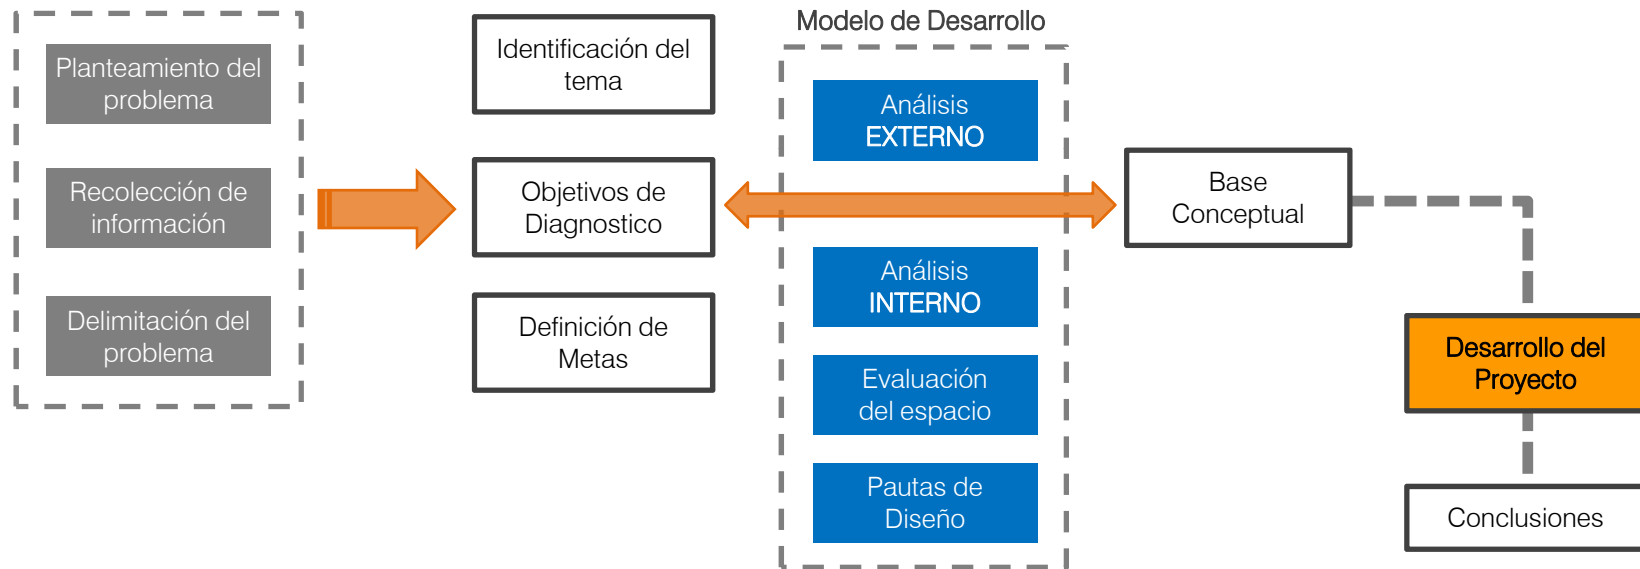 Planteamiento del
problema
Recolección de
información
Delimitación del
problema
Identificación del
tema
Objetivos de
Diagnostico
Definición de
Metas
Modelo de Desarrollo
Análisis
EXTERNO
Análisis
INTERNO
Evaluación
del espacio
Pautas de
Diseño
Base
Conceptual
Desarrollo del
Proyecto
Conclusiones